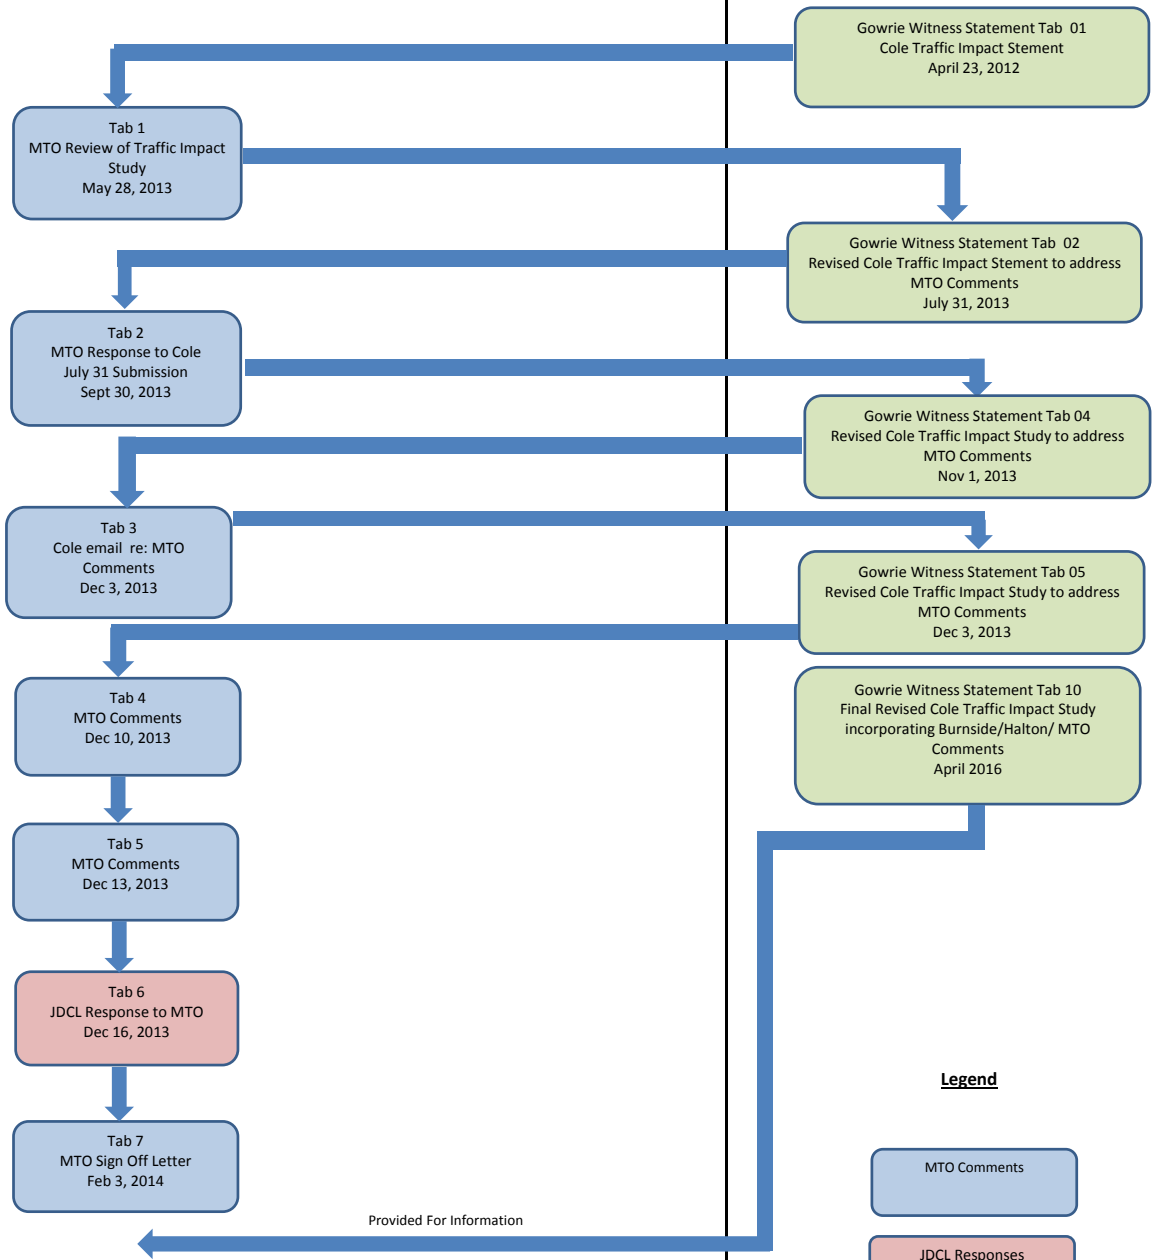 Gowrie Witness Statement Tab  01
Cole Traffic Impact Stement
April 23, 2012
Tab 1
MTO Review of Traffic Impact
Study
May 28, 2013
Gowrie Witness Statement Tab  02
Revised Cole Traffic Impact Stement to address
MTO Comments
July 31, 2013
Tab 2
MTO Response to Cole
July 31 Submission
Sept 30, 2013
Gowrie Witness Statement Tab 04
Revised Cole Traffic Impact Study to address
MTO Comments
Nov 1, 2013
Tab 3
Cole email  re: MTO
Comments
Dec 3, 2013
Gowrie Witness Statement Tab 05
Revised Cole Traffic Impact Study to address
MTO Comments
Dec 3, 2013
Tab 4
MTO Comments
Dec 10, 2013
Gowrie Witness Statement Tab 10
Final Revised Cole Traffic Impact Study
incorporating Burnside/Halton/ MTO
Comments
April 2016
Tab 5
MTO Comments
Dec 13, 2013
Tab 6
JDCL Response to MTO
Dec 16, 2013
Tab 7
MTO Sign Off Letter
Feb 3, 2014
Provided For Information
Legend
MTO Comments
JDCL Responses